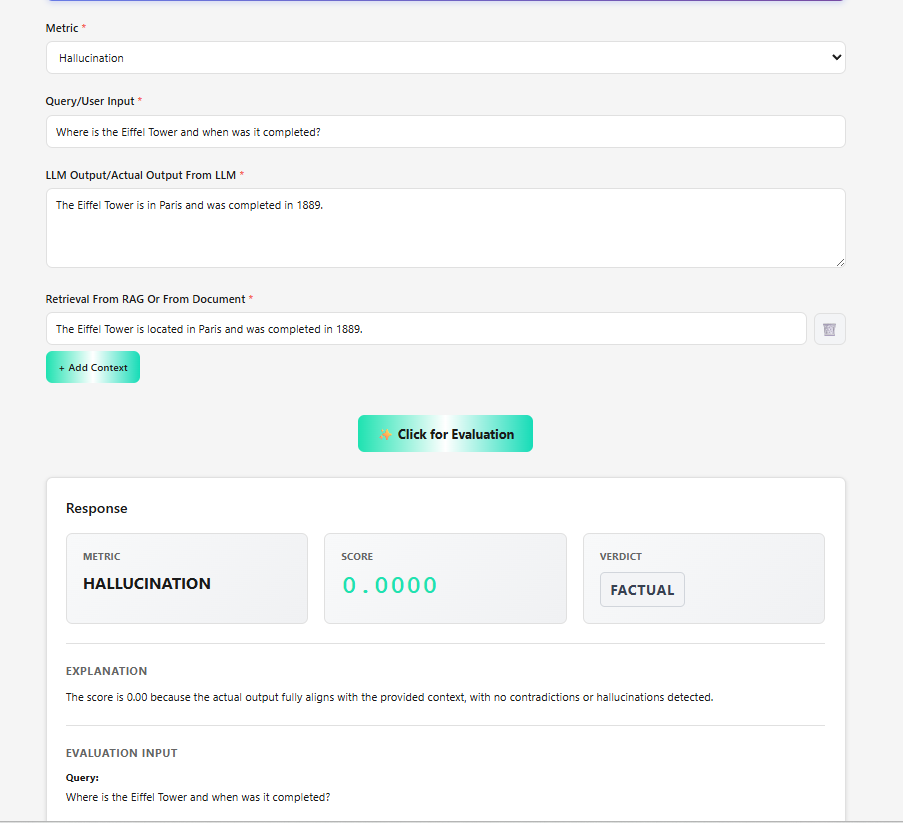 Metric *
Hallucination
Query/User Input *
Where is the Eiffel Tower and when was it completed?
LLM Output/Actual Output From LLM *
The Eiffel Tower is in Paris and was completed in 1889.
Retrieval From RAG Or From Document *
The Eiffel Tower is located in Paris and was completed in 1889.
+ Add Context
✨ Click for Evaluation
Response
METRIC
HALLUCINATION
SCORE
0.0000
VERDICT
FACTUAL
EXPLANATION
The score is 0.00 because the actual output fully aligns with the provided context, with no contradictions or hallucinations detected.
EVALUATION INPUT
Query:
Where is the Eiffel Tower and when was it completed?